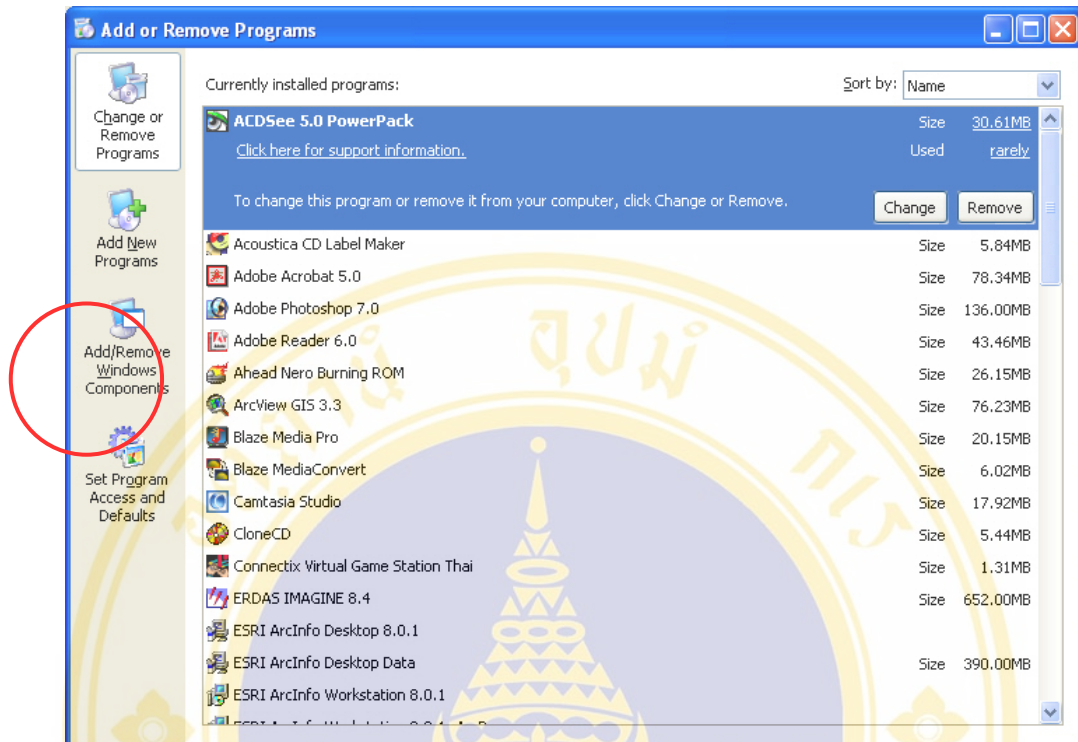 Add or Remove Programs
Change or
Remove
Programs
Add New
Programs
Add/Remove
Windows
Components
Set Program
Access and
Defaults
Currently installed programs:
Sort by: Name
ACDSee 5.0 PowerPack Size 30.61MB
Click here for support information. Used rarely
To change this program or remove it from your computer, click Change or Remove. Change Remove
Acoustica CD Label Maker Size 5.84MB
Adobe Acrobat 5.0 Size 78.34MB
Adobe Photoshop 7.0 Size 136.00MB
Adobe Reader 6.0 Size 43.46MB
Ahead Nero Burning ROM Size 26.15MB
ArcView GIS 3.3 Size 76.23MB
Blaze Media Pro Size 20.15MB
Blaze MediaConvert Size 6.02MB
Camtasia Studio Size 17.92MB
CloneCD Size 5.44MB
Connectix Virtual Game Station Thai Size 1.31MB
ERDAS IMAGINE 8.4 Size 652.00MB
ESRI ArcInfo Desktop 8.0.1
ESRI ArcInfo Desktop Data Size 390.00MB
ESRI ArcInfo Workstation 8.0.1
อุปมํ